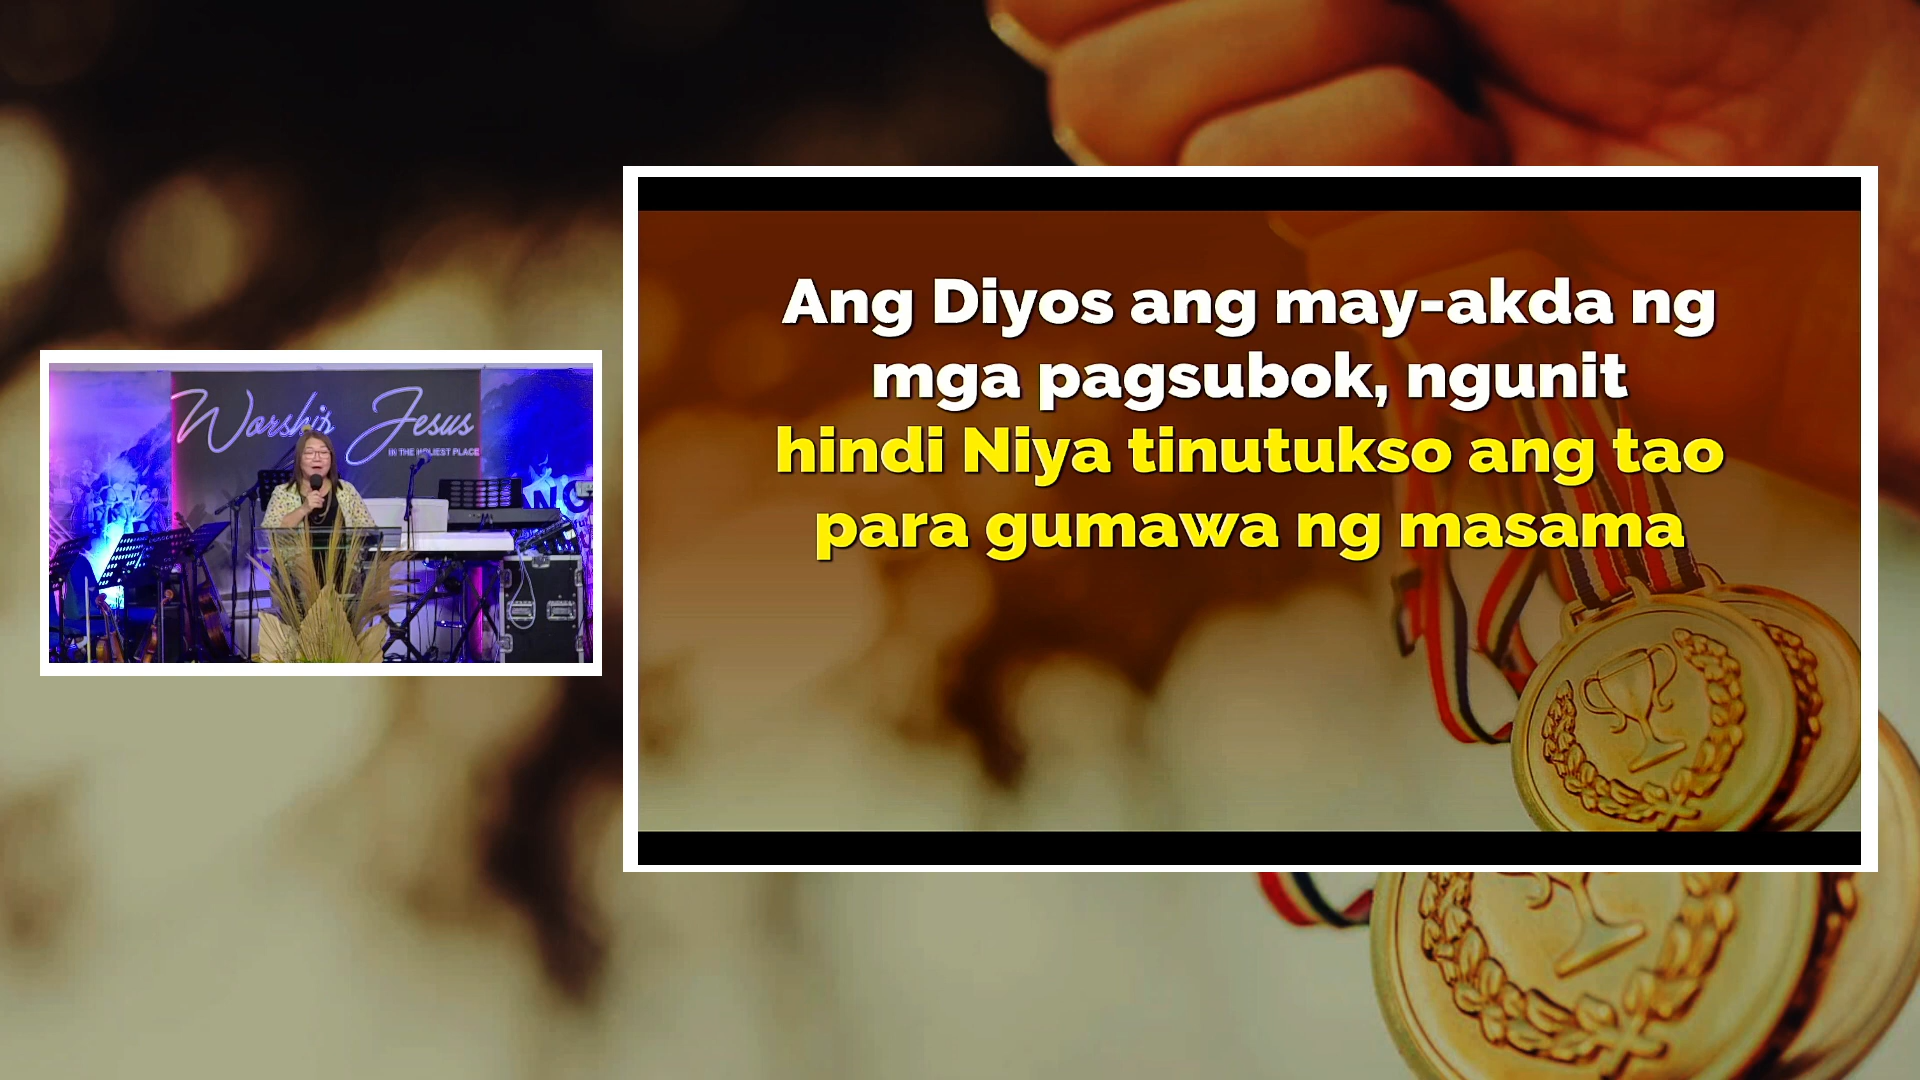 Worship Jesus
IN THE HOLIEST PLACE
NG
Ang Diyos ang may-akda ng
mga pagsubok, ngunit
hindi Niya tinutukso ang tao
para gumawa ng masama